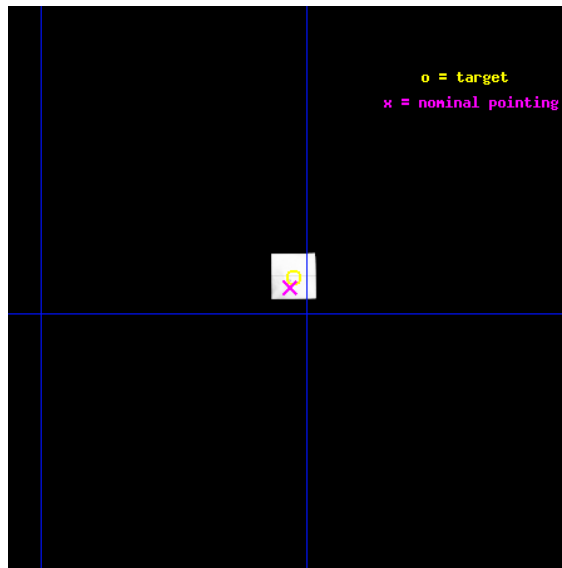 o = target
x = nominal pointing